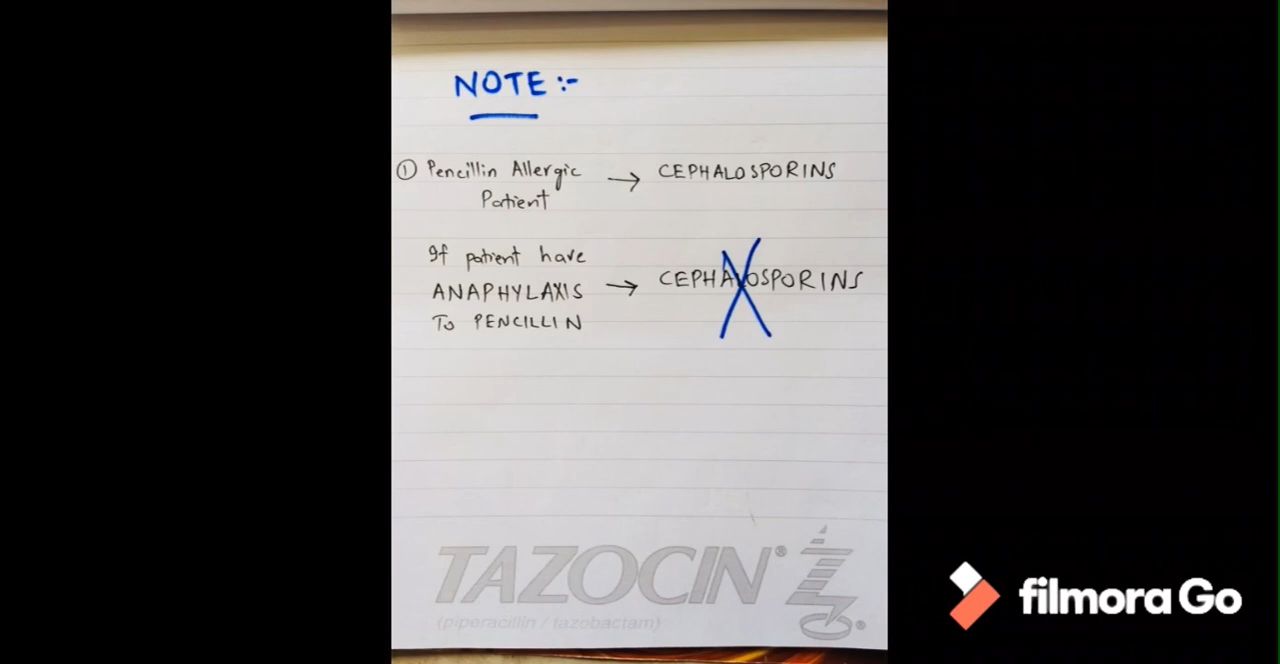 NOTE :-
① Pencillin Allergic → CEPHALOSPORINS
Patient
If patient have
ANAPHYLAXIS → CEPHALOSPORINS
To PENCILLIN
TAZOCIN®
(piperacillin / tazobactam) ®
filmora Go